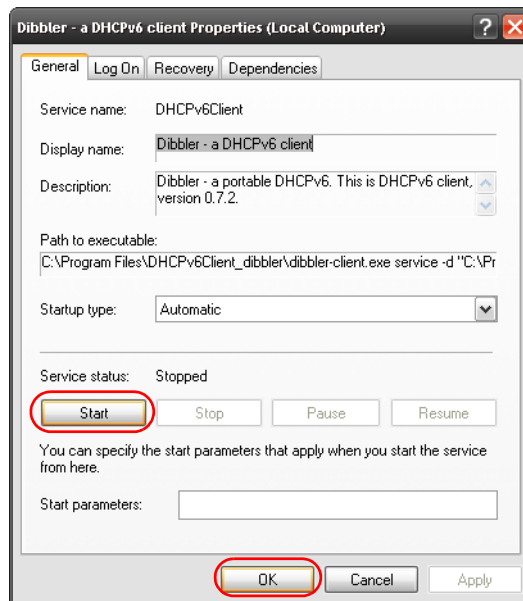 Dibbler - a DHCPv6 client Properties (Local Computer)
General Log On Recovery Dependencies
Service name: DHCPv6Client
Display name: Dibbler - a DHCPv6 client
Description: Dibbler - a portable DHCPv6. This is DHCPv6 client,
version 0.7.2.
Path to executable:
C:\Program Files\DHCPv6Client_dibbler\dibbler-client.exe service -d "C:\Pr
Startup type: Automatic
Service status: Stopped
Start Stop Pause Resume
You can specify the start parameters that apply when you start the service
from here.
Start parameters:
OK Cancel Apply